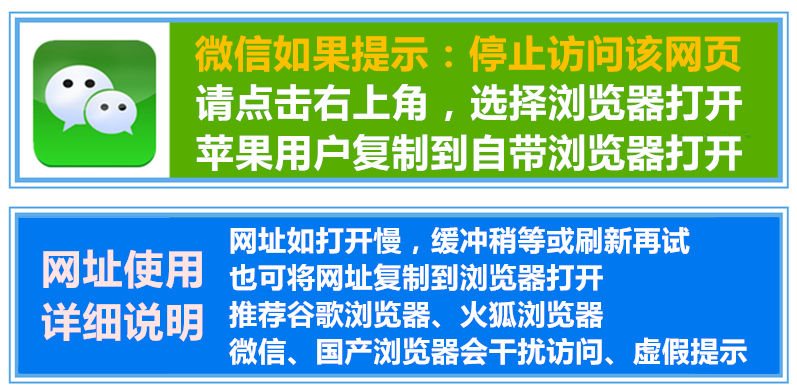 微信如果提示：停止访问该网页
请点击右上角，选择浏览器打开
苹果用户复制到自带浏览器打开
网址使用
详细说明
网址如打开慢，缓冲稍等或刷新再试
也可将网址复制到浏览器打开
推荐谷歌浏览器、火狐浏览器
微信、国产浏览器会干扰访问、虚假提示